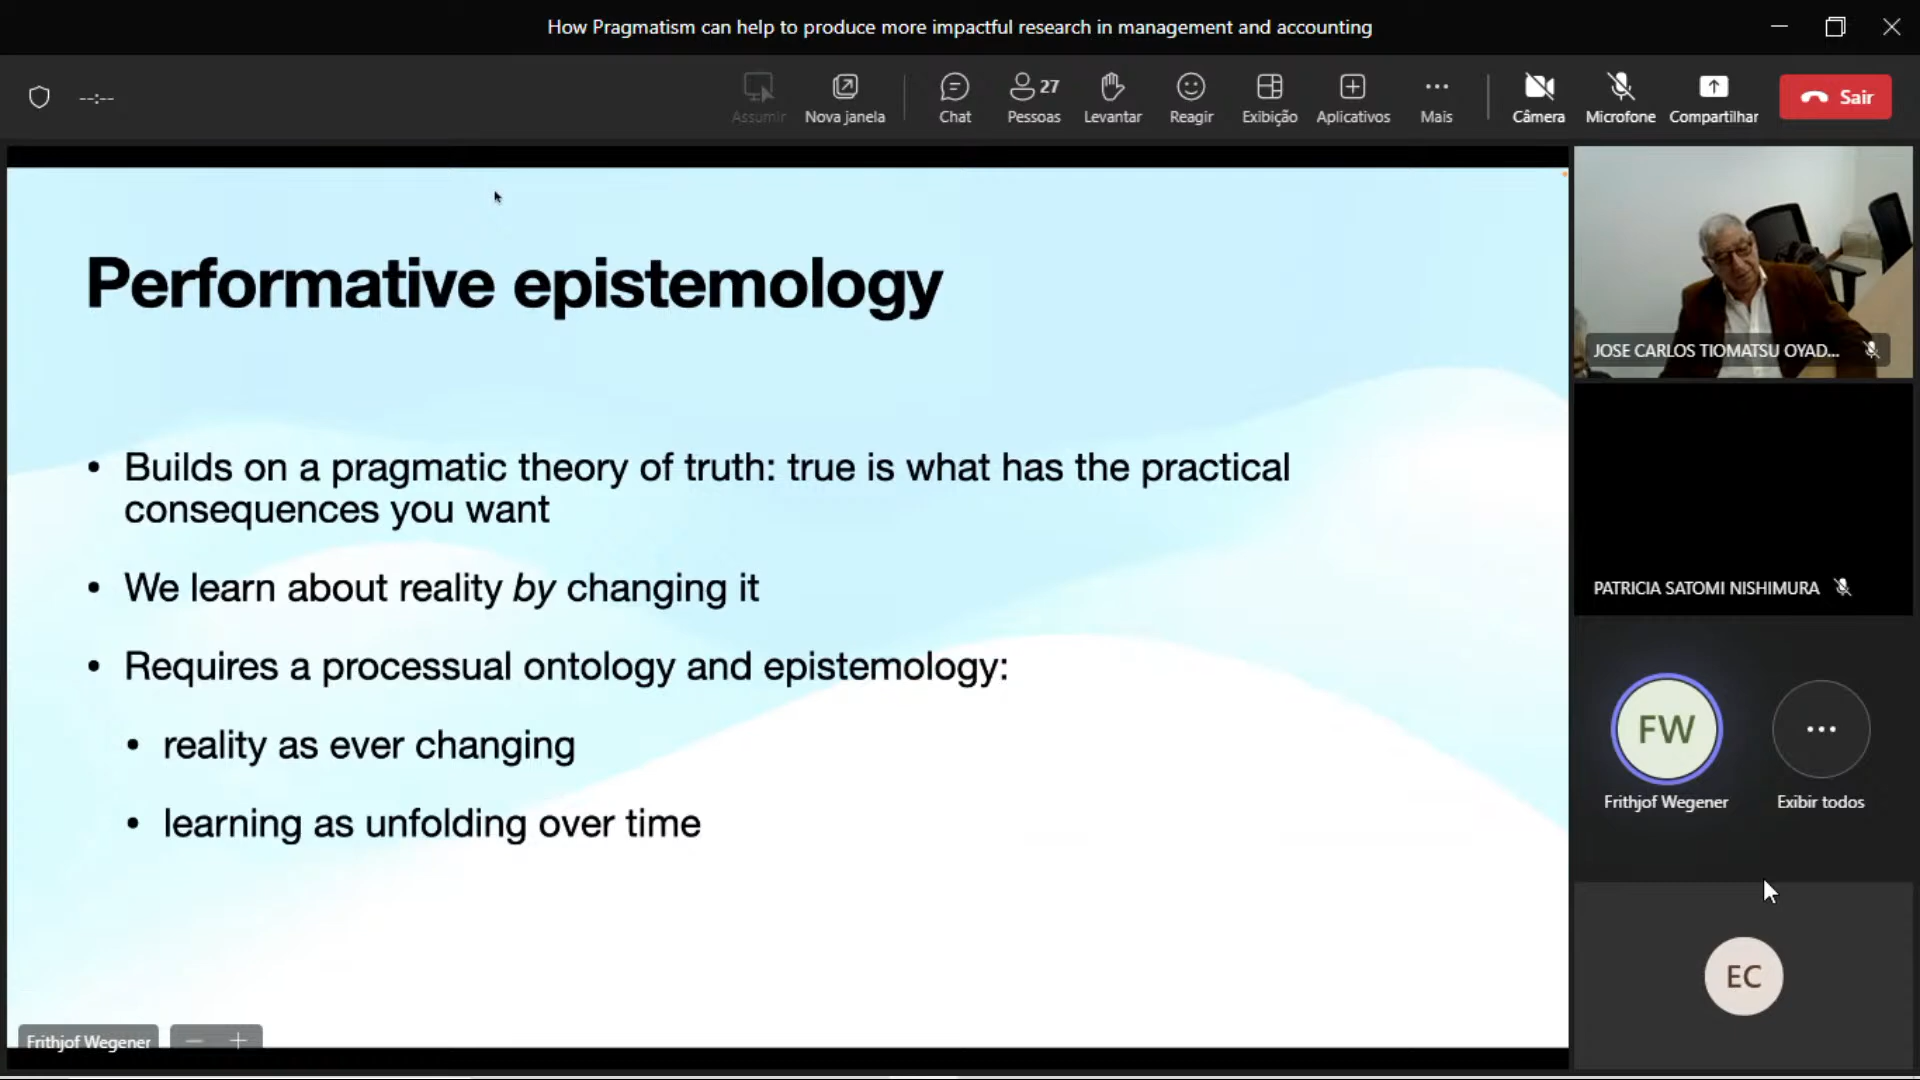 How Pragmatism can help to produce more impactful research in management and accounting
--:--
Assumir
Nova janela
Chat
27
Pessoas
Levantar
Reagir
Exibição
Aplicativos
Mais
Câmera
Microfone
Compartilhar
Sair
Performative epistemology
• Builds on a pragmatic theory of truth: true is what has the practical
consequences you want
• We learn about reality by changing it
• Requires a processual ontology and epistemology:
• reality as ever changing
• learning as unfolding over time
Frithjof Wegener
JOSE CARLOS TIOMATSU OYAD...
PATRICIA SATOMI NISHIMURA
FW
Frithjof Wegener
Exibir todos
EC